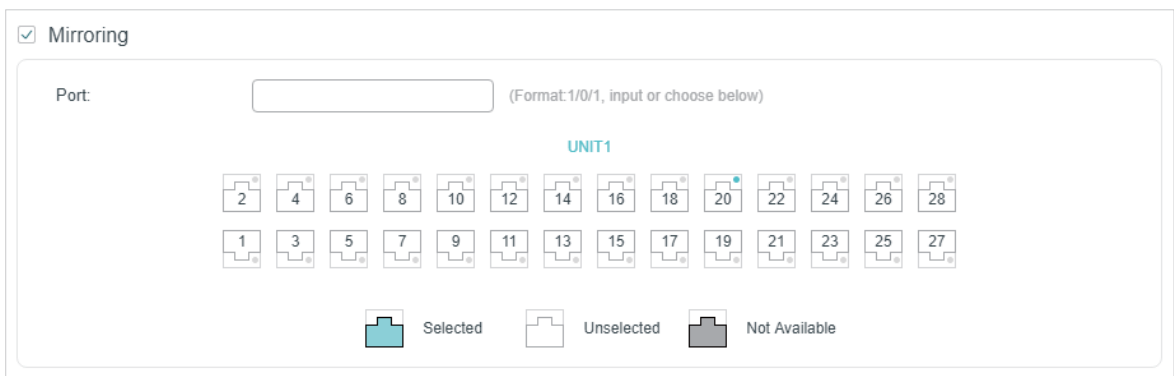 Mirroring
Port: (Format:1/0/1, input or choose below)
UNIT1
2 4 6 8 10 12 14 16 18 20 22 24 26 28
1 3 5 7 9 11 13 15 17 19 21 23 25 27
Selected Unselected Not Available